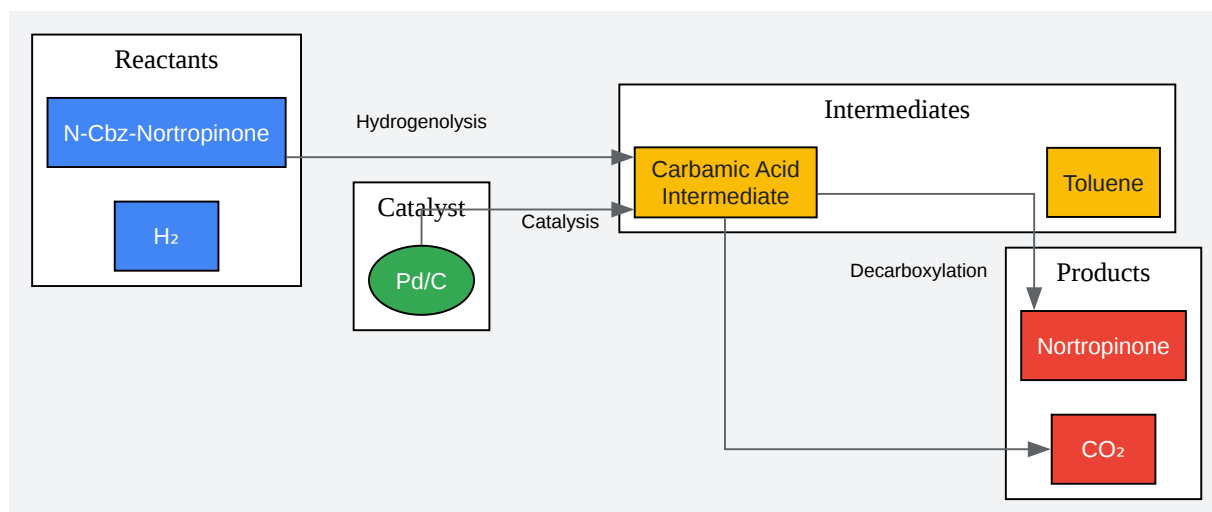 Reactants
N-Cbz-Nortropinone
H₂
Hydrogenolysis
Catalyst
Catalysis
Pd/C
Intermediates
Carbamic Acid
Intermediate
Toluene
Decarboxylation
Products
Nortropinone
CO₂